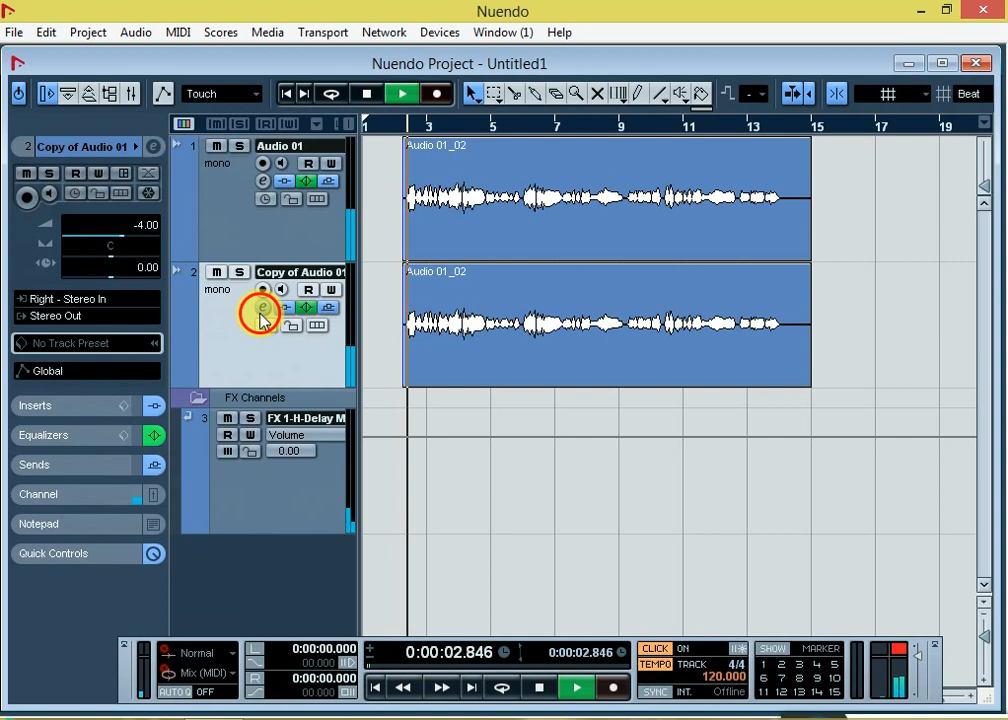 Nuendo
File Edit Project Audio MIDI Scores Media Transport Network Devices Window (1) Help
Nuendo Project - Untitled1
Touch
Beat
1 3 5 7 9 11 13 15 17 19
2 Copy of Audio 01 e
M S R W
-4.00
C
0.00
Right - Stereo In
Stereo Out
No Track Preset
Global
Inserts
Equalizers
Sends
Channel
Notepad
Quick Controls
1 M S Audio 01
mono R W
e
Audio 01_02
2 M S Copy of Audio 01
mono R W
e
Audio 01_02
FX Channels
3 M S FX 1-H-Delay M
R W Volume
0.00
Normal
Mix (MIDI)
AUTO Q OFF
L 0:00:00.000
00.000
R 0:00:00.000
00.000
0:00:02.846 0:00:02.846
CLICK ON
TEMPO TRACK 4/4
120.000
SYNC INT. Offline
SHOW MARKER
1 2 3 4 5
6 7 8 9 10
11 12 13 14 15